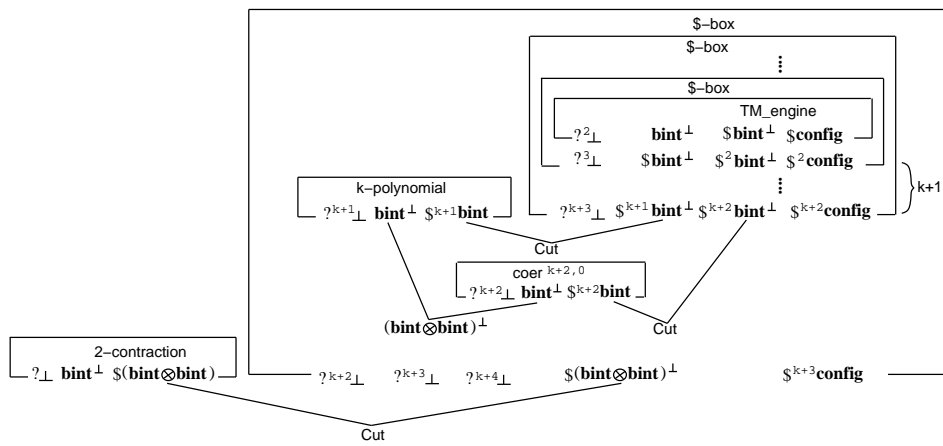 $−box
$−box
$−box
TM_engine
?²⊥ bint⊥ $bint⊥ $config
?³⊥ $bint⊥ $²bint⊥ $²config
k+1
k−polynomial
?ᵏ⁺¹⊥ bint⊥ $ᵏ⁺¹bint
?ᵏ⁺³⊥ $ᵏ⁺¹bint⊥ $ᵏ⁺²bint⊥ $ᵏ⁺²config
Cut
coer ᵏ⁺²,⁰
?ᵏ⁺²⊥ bint⊥ $ᵏ⁺²bint
(bint⊗bint)⊥
Cut
2−contraction
?⊥ bint⊥ $(bint⊗bint)
?ᵏ⁺²⊥ ?ᵏ⁺³⊥ ?ᵏ⁺⁴⊥ $(bint⊗bint)⊥ $ᵏ⁺³config
Cut